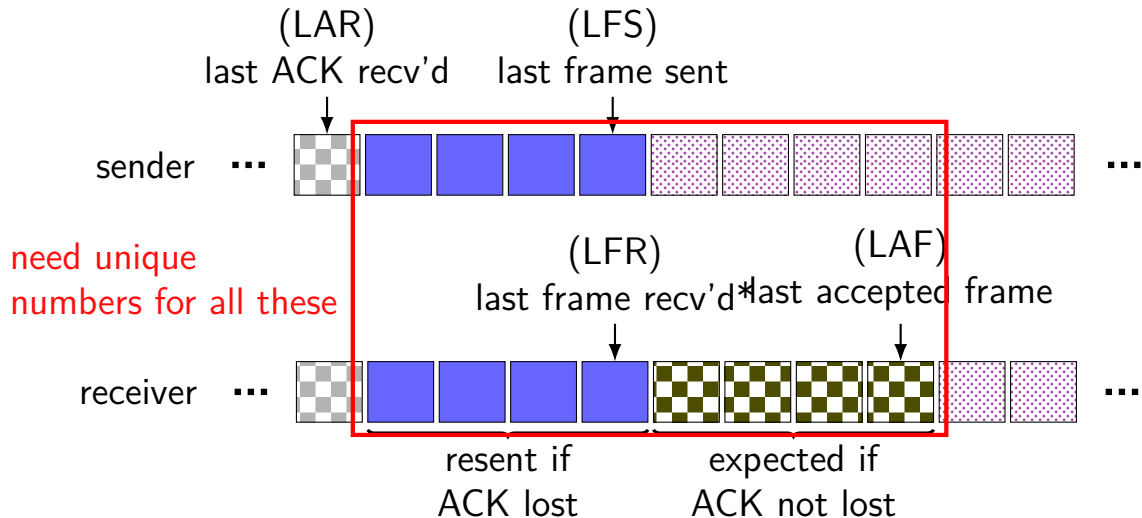 (LAR)
last ACK recv'd
(LFS)
last frame sent
sender ... ...
need unique
numbers for all these
(LFR)
last frame recv'd*
(LAF)
last accepted frame
receiver ... ...
resent if
ACK lost
expected if
ACK not lost